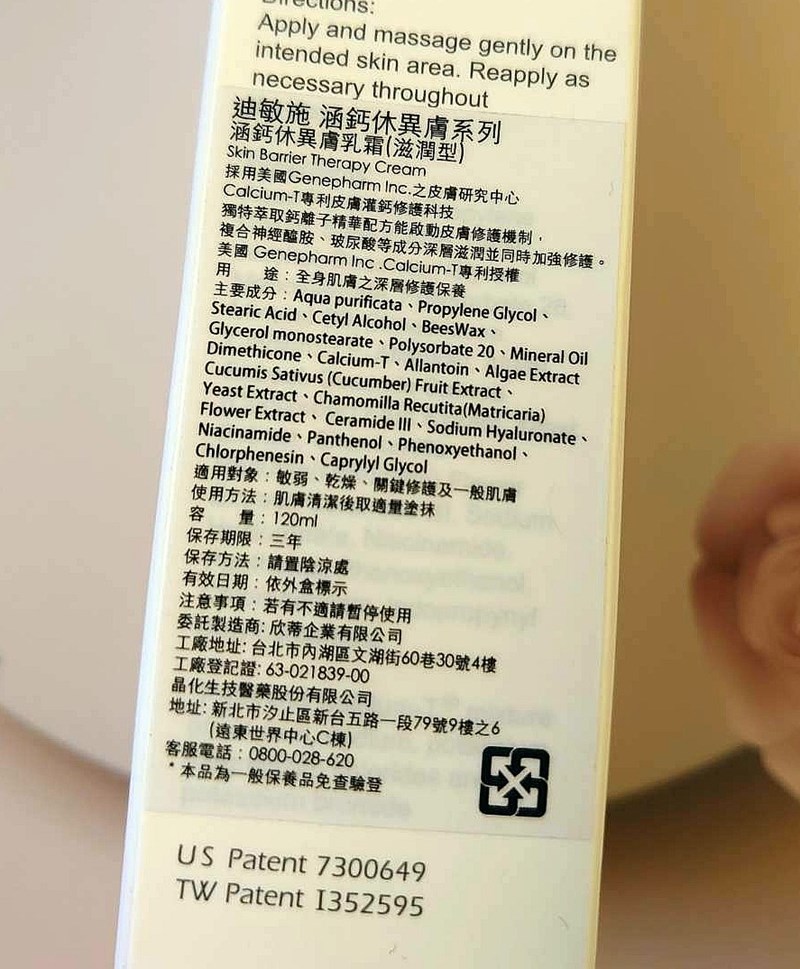 Directions:
Apply and massage gently on the
intended skin area. Reapply as
necessary throughout
迪敏施 涵鈣休異膚系列
涵鈣休異膚乳霜(滋潤型)
Skin Barrier Therapy Cream
採用美國Genepharm Inc.之皮膚研究中心
Calcium-T專利皮膚灌鈣修護科技
獨特萃取鈣離子精華配方能啟動皮膚修護機制，
複合神經醯胺、玻尿酸等成分深層滋潤並同時加強修護。
美國 Genepharm Inc .Calcium-T專利授權
用 途：全身肌膚之深層修護保養
主要成分：Aqua purificata、Propylene Glycol、
Stearic Acid、Cetyl Alcohol、BeesWax、
Glycerol monostearate、Polysorbate 20、Mineral Oil
Dimethicone、Calcium-T、Allantoin、Algae Extract
Cucumis Sativus (Cucumber) Fruit Extract、
Yeast Extract、Chamomilla Recutita(Matricaria)
Flower Extract、Ceramide III、Sodium Hyaluronate、
Niacinamide、Panthenol、Phenoxyethanol、
Chlorphenesin、Caprylyl Glycol
適用對象：敏弱、乾燥、關鍵修護及一般肌膚
使用方法：肌膚清潔後取適量塗抹
容 量：120ml
保存期限：三年
保存方法：請置陰涼處
有效日期：依外盒標示
注意事項：若有不適請暫停使用
委託製造商: 欣蒂企業有限公司
工廠地址: 台北市內湖區文湖街60巷30號4樓
工廠登記證: 63-021839-00
晶化生技醫藥股份有限公司
地址: 新北市汐止區新台五路一段79號9樓之6
(遠東世界中心C棟)
客服電話：0800-028-620
*本品為一般保養品免查驗登
US Patent 7300649
TW Patent I352595